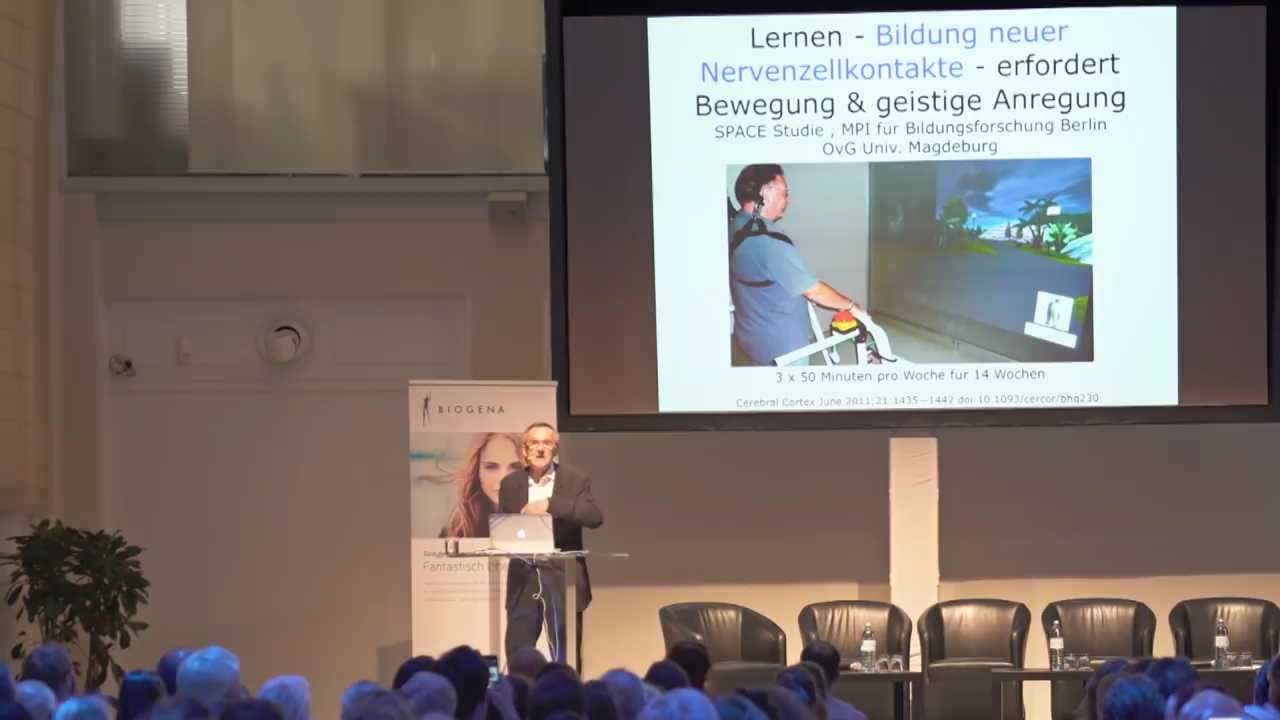 Lernen - Bildung neuer
Nervenzellkontakte - erfordert
Bewegung & geistige Anregung
SPACE Studie , MPI für Bildungsforschung Berlin
OvG Univ. Magdeburg
3 x 50 Minuten pro Woche für 14 Wochen
Cerebral Cortex June 2011;21:1435—1442 doi:10.1093/cercor/bhq230
BIOGENA
Fantastisch